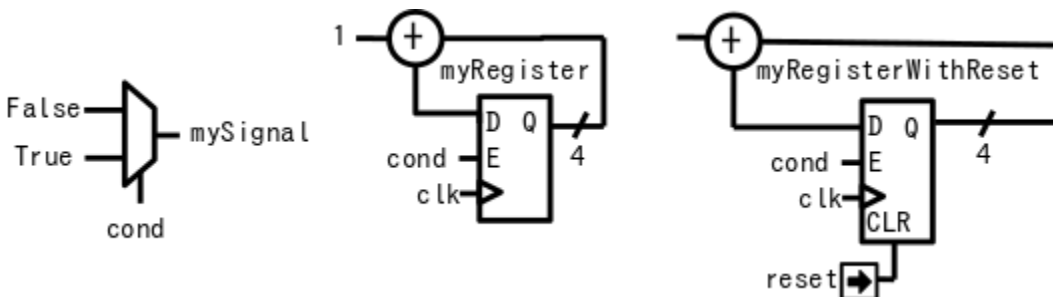 False
True
mySignal
cond
1
+
myRegister
D Q
E
cond
clk
4
+
myRegisterWithReset
D Q
E
cond
clk
CLR
4
reset